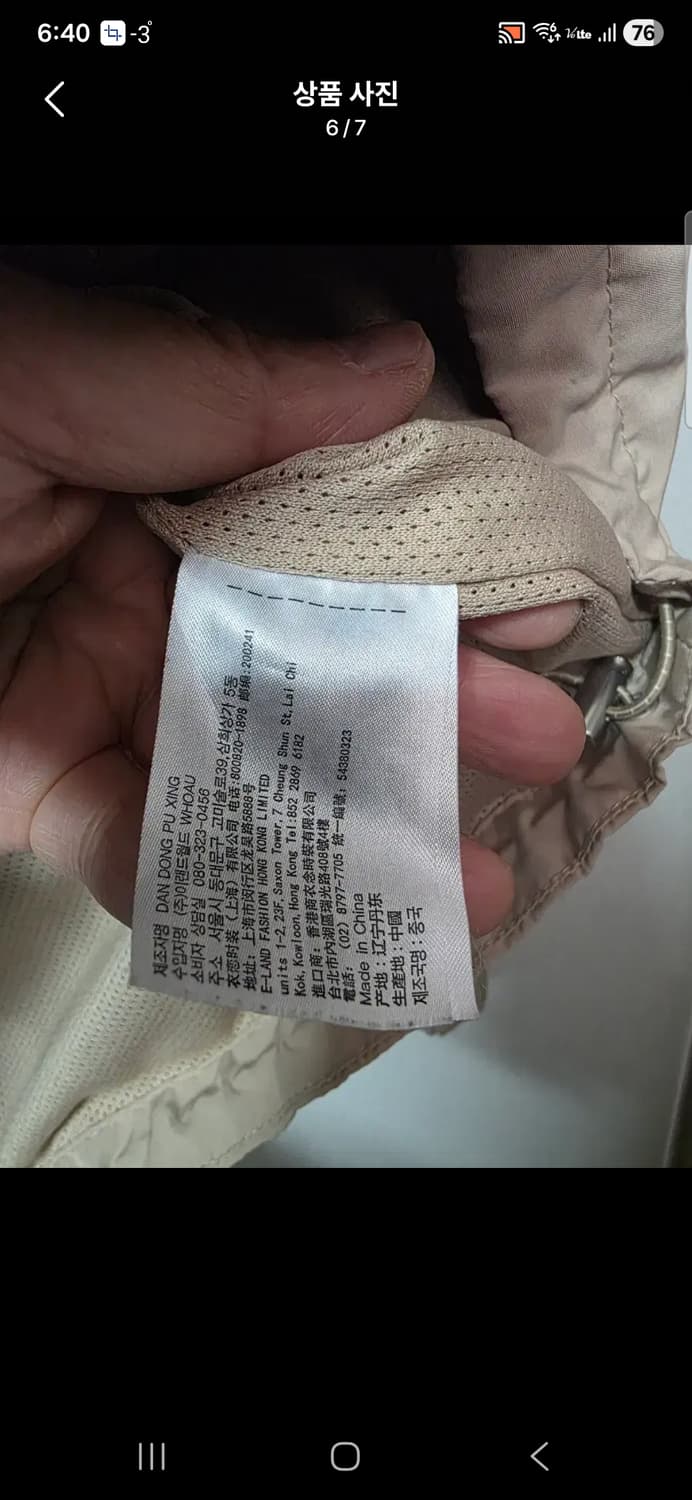 6:40
-3°
76
상품 사진
6/7
제조자명 DAN DONG PU XING
수입자명 (주)이랜드월드 WHOAU
소비자 상담실 080-323-0456
주소 서울시 동대문구 고미술로39,삼희상가 5동
衣恋时装(上海)有限公司 电话:800820-1898 邮编:200241
地址: 上海市闵行区龙吴路5888号
E-LAND FASHION HONG KONG LIMITED
units 1-2,23F,Saxon Tower,7 Cheung Shun St.Lai Chi
Kok,Kowloon,Hong Kong Tel:852 2869 6182
進口商: 香港商衣念時裝有限公司
台北市內湖區瑞光路408號4樓
電話: (02) 8797-7705 統一編號: 54380323
Made in China
产地:辽宁丹东
生產地:中國
제조국명:중국